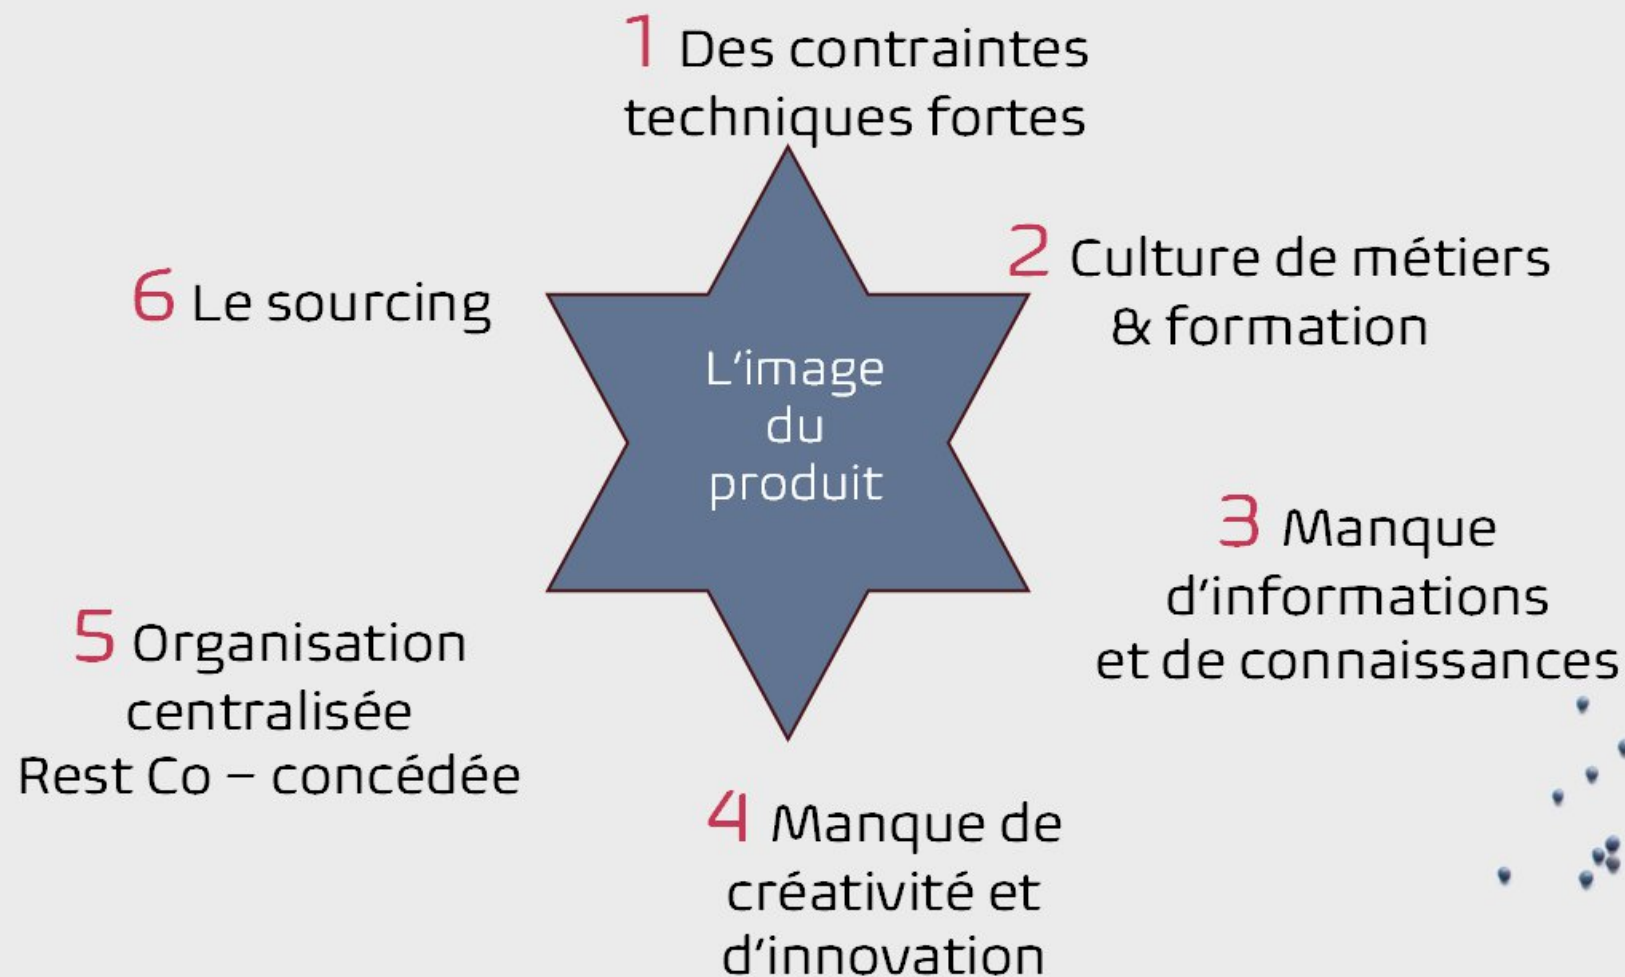 1 Des contraintes
techniques fortes
2 Culture de métiers
& formation
3 Manque
d'informations
et de connaissances
4 Manque de
créativité et
d'innovation
5 Organisation
centralisée
Rest Co – concédée
6 Le sourcing
L'image
du
produit